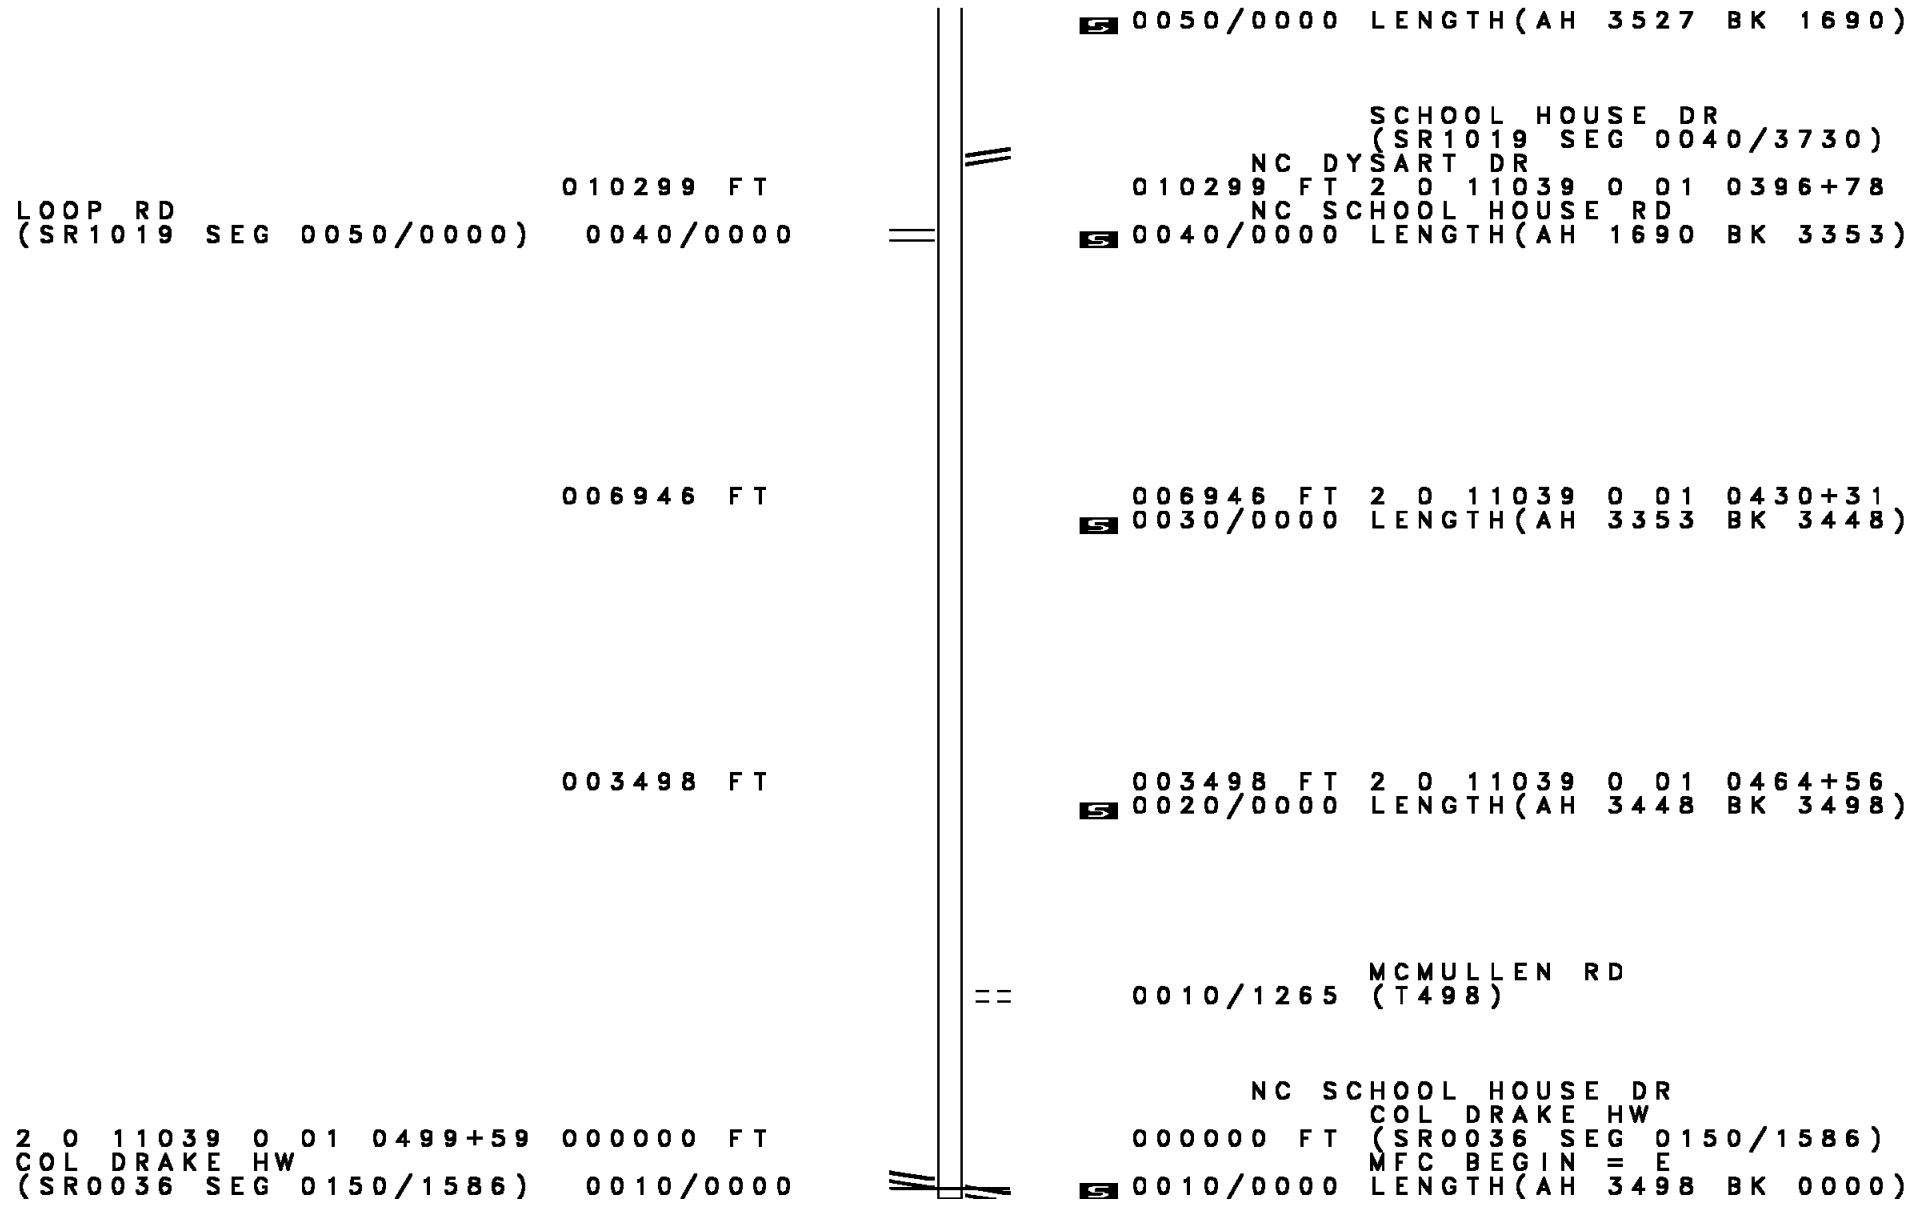 S 0050/0000 LENGTH(AH 3527 BK 1690)
SCHOOL HOUSE DR
(SR1019 SEG 0040/3730)
NC DYSART DR
010299 FT 010299 FT 2 0 11039 0 01 0396+78
LOOP RD NC SCHOOL HOUSE RD
(SR1019 SEG 0050/0000) 0040/0000 S 0040/0000 LENGTH(AH 1690 BK 3353)
006946 FT 006946 FT 2 0 11039 0 01 0430+31
S 0030/0000 LENGTH(AH 3353 BK 3448)
003498 FT 003498 FT 2 0 11039 0 01 0464+56
S 0020/0000 LENGTH(AH 3448 BK 3498)
MCMULLEN RD
0010/1265 (T498)
NC SCHOOL HOUSE DR
COL DRAKE HW
2 0 11039 0 01 0499+59 000000 FT 000000 FT (SR0036 SEG 0150/1586)
COL DRAKE HW MFC BEGIN = E
(SR0036 SEG 0150/1586) 0010/0000 S 0010/0000 LENGTH(AH 3498 BK 0000)